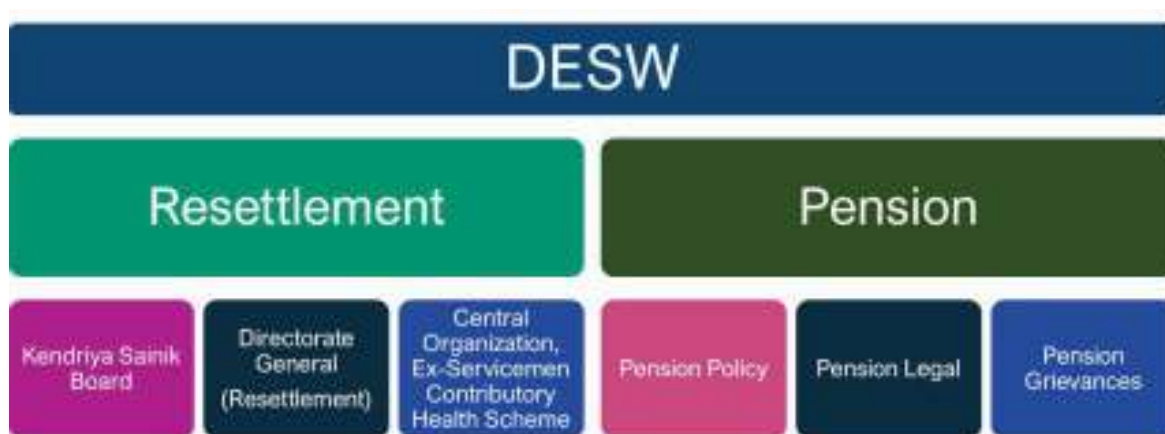 DESW
Resettlement
Pension
Kendriya Sainik
Board
Directorate
General
(Resettlement)
Central
Organization,
Ex-Servicemen
Contributory
Health Scheme
Pension Policy
Pension Legal
Pension
Grievances